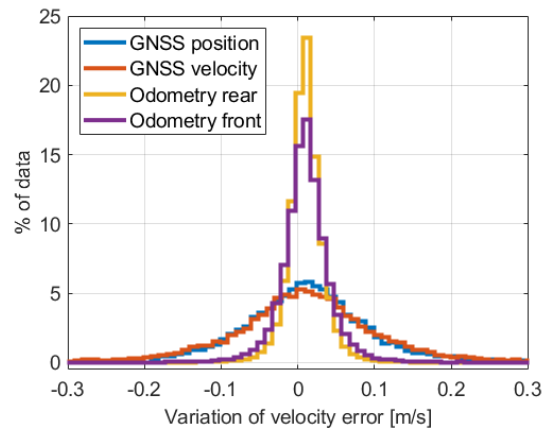 25
20
15
10
5
0
% of data
GNSS position
GNSS velocity
Odometry rear
Odometry front
-0.3 -0.2 -0.1 0 0.1 0.2 0.3
Variation of velocity error [m/s]